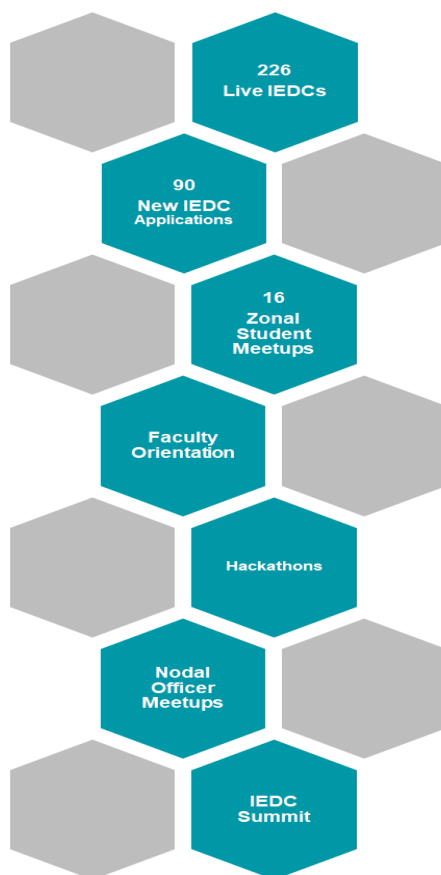 226
Live IEDCs
90
New IEDC
Applications
16
Zonal
Student
Meetups
Faculty
Orientation
Hackathons
Nodal
Officer
Meetups
IEDC
Summit